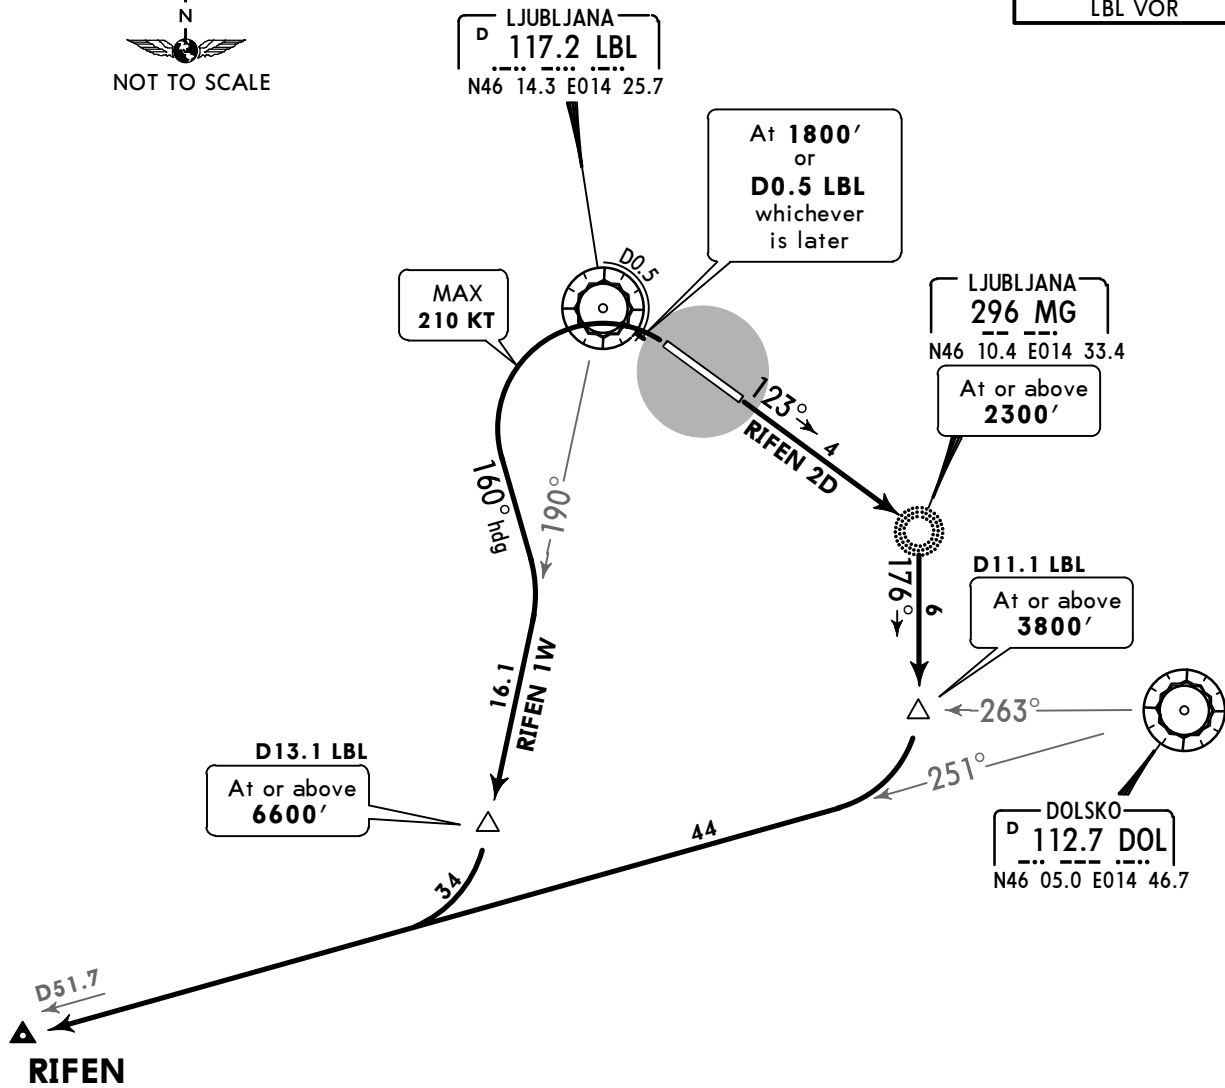 N
NOT TO SCALE
LJUBLJANA
D 117.2 LBL
N46 14.3 E014 25.7
LBL VOR
At 1800'
or
D0.5 LBL
whichever
is later
D0.5
MAX
210 KT
LJUBLJANA
296 MG
N46 10.4 E014 33.4
At or above
2300'
123°
4
RIFEN 2D
160° hdg
190°
176°
6
D11.1 LBL
At or above
3800'
16.1
RIFEN 1W
263°
251°
D13.1 LBL
At or above
6600'
DOLSKO
D 112.7 DOL
N46 05.0 E014 46.7
44
34
D51.7
RIFEN